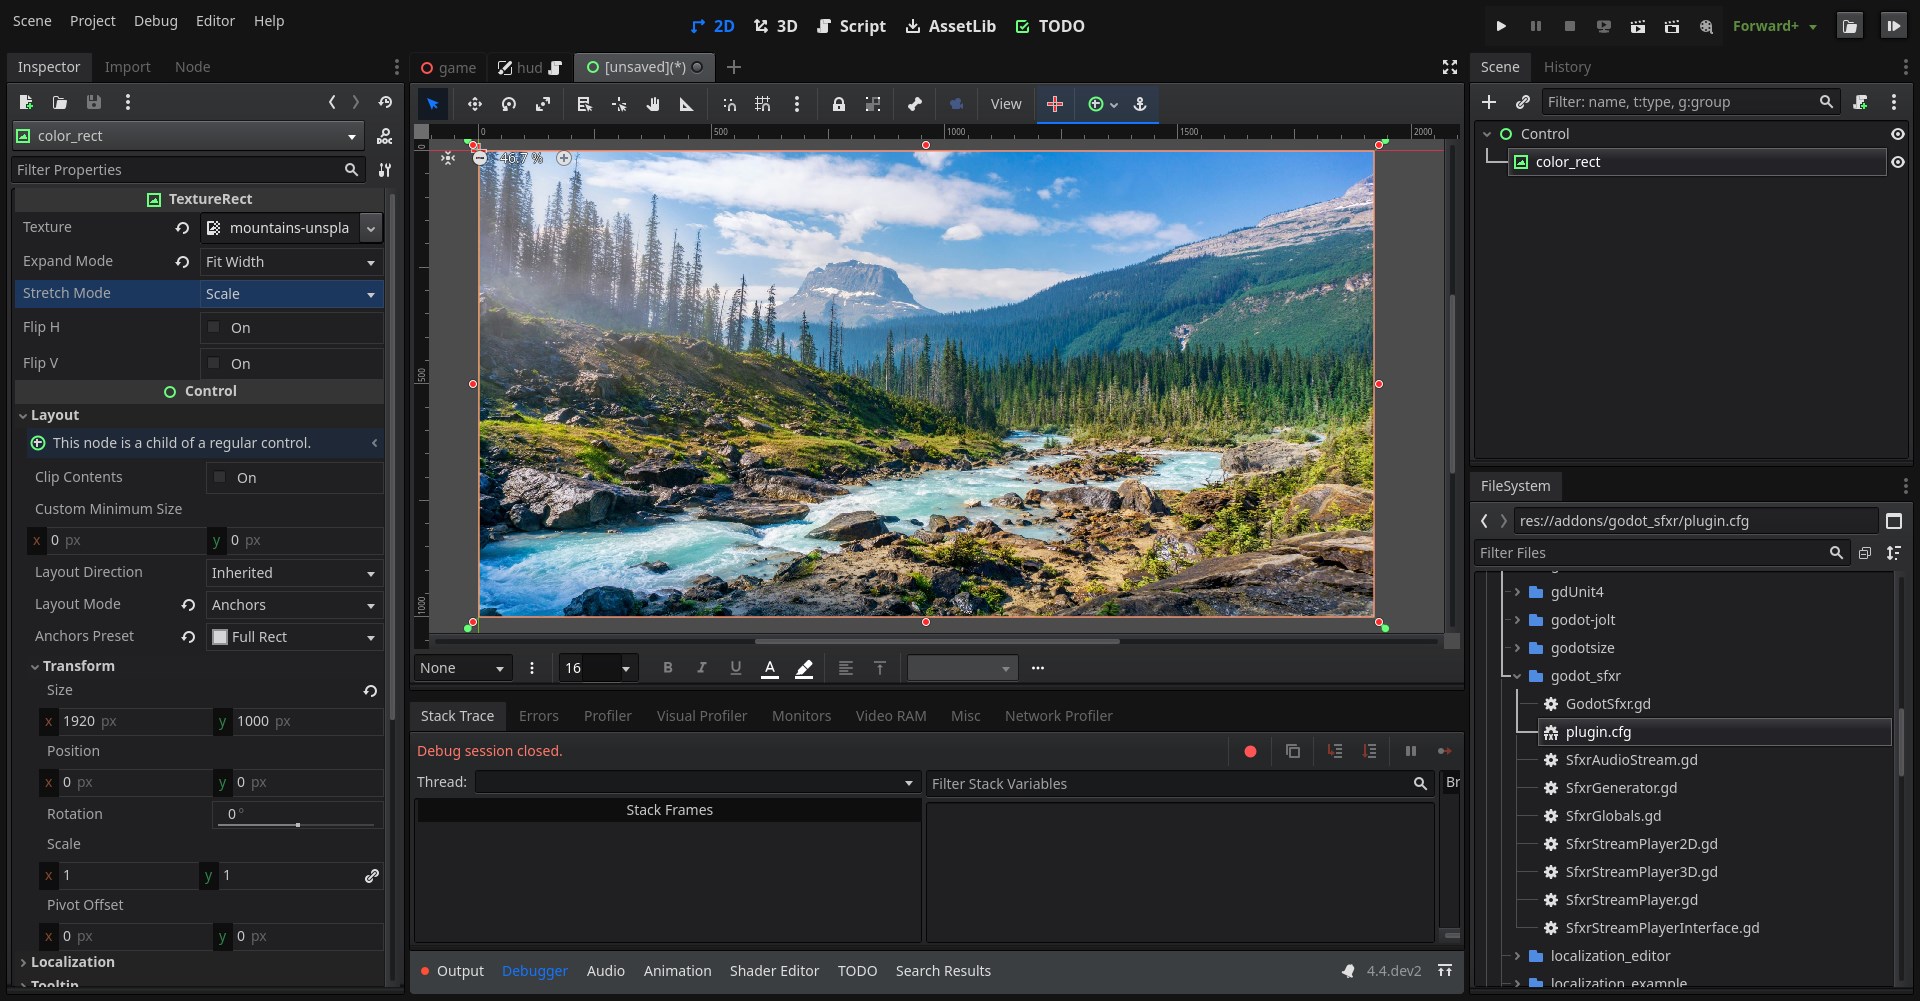 Scene Project Debug Editor Help
2D 3D Script AssetLib TODO
Forward+
Inspector Import Node
color_rect
Filter Properties
TextureRect
Texture mountains-unspla
Expand Mode Fit Width
Stretch Mode Scale
Flip H On
Flip V On
Control
Layout
This node is a child of a regular control.
Clip Contents On
Custom Minimum Size
x 0 px y 0 px
Layout Direction Inherited
Layout Mode Anchors
Anchors Preset Full Rect
Transform
Size
x 1920 px y 1000 px
Position
x 0 px y 0 px
Rotation 0 °
Scale
x 1 y 1
Pivot Offset
x 0 px y 0 px
Localization
Tooltip
game hud [unsaved](*)
View
0 500 1000 1500 2000
0
500
1000
46.7 %
None 16 B I U A
Stack Trace Errors Profiler Visual Profiler Monitors Video RAM Misc Network Profiler
Debug session closed.
Thread: Filter Stack Variables Br
Stack Frames
Output Debugger Audio Animation Shader Editor TODO Search Results 4.4.dev2
Scene History
Filter: name, t:type, g:group
Control
color_rect
FileSystem
res://addons/godot_sfxr/plugin.cfg
Filter Files
gdUnit4
godot-jolt
godotsize
godot_sfxr
GodotSfxr.gd
plugin.cfg
SfxrAudioStream.gd
SfxrGenerator.gd
SfxrGlobals.gd
SfxrStreamPlayer2D.gd
SfxrStreamPlayer3D.gd
SfxrStreamPlayer.gd
SfxrStreamPlayerInterface.gd
localization_editor
localization_example